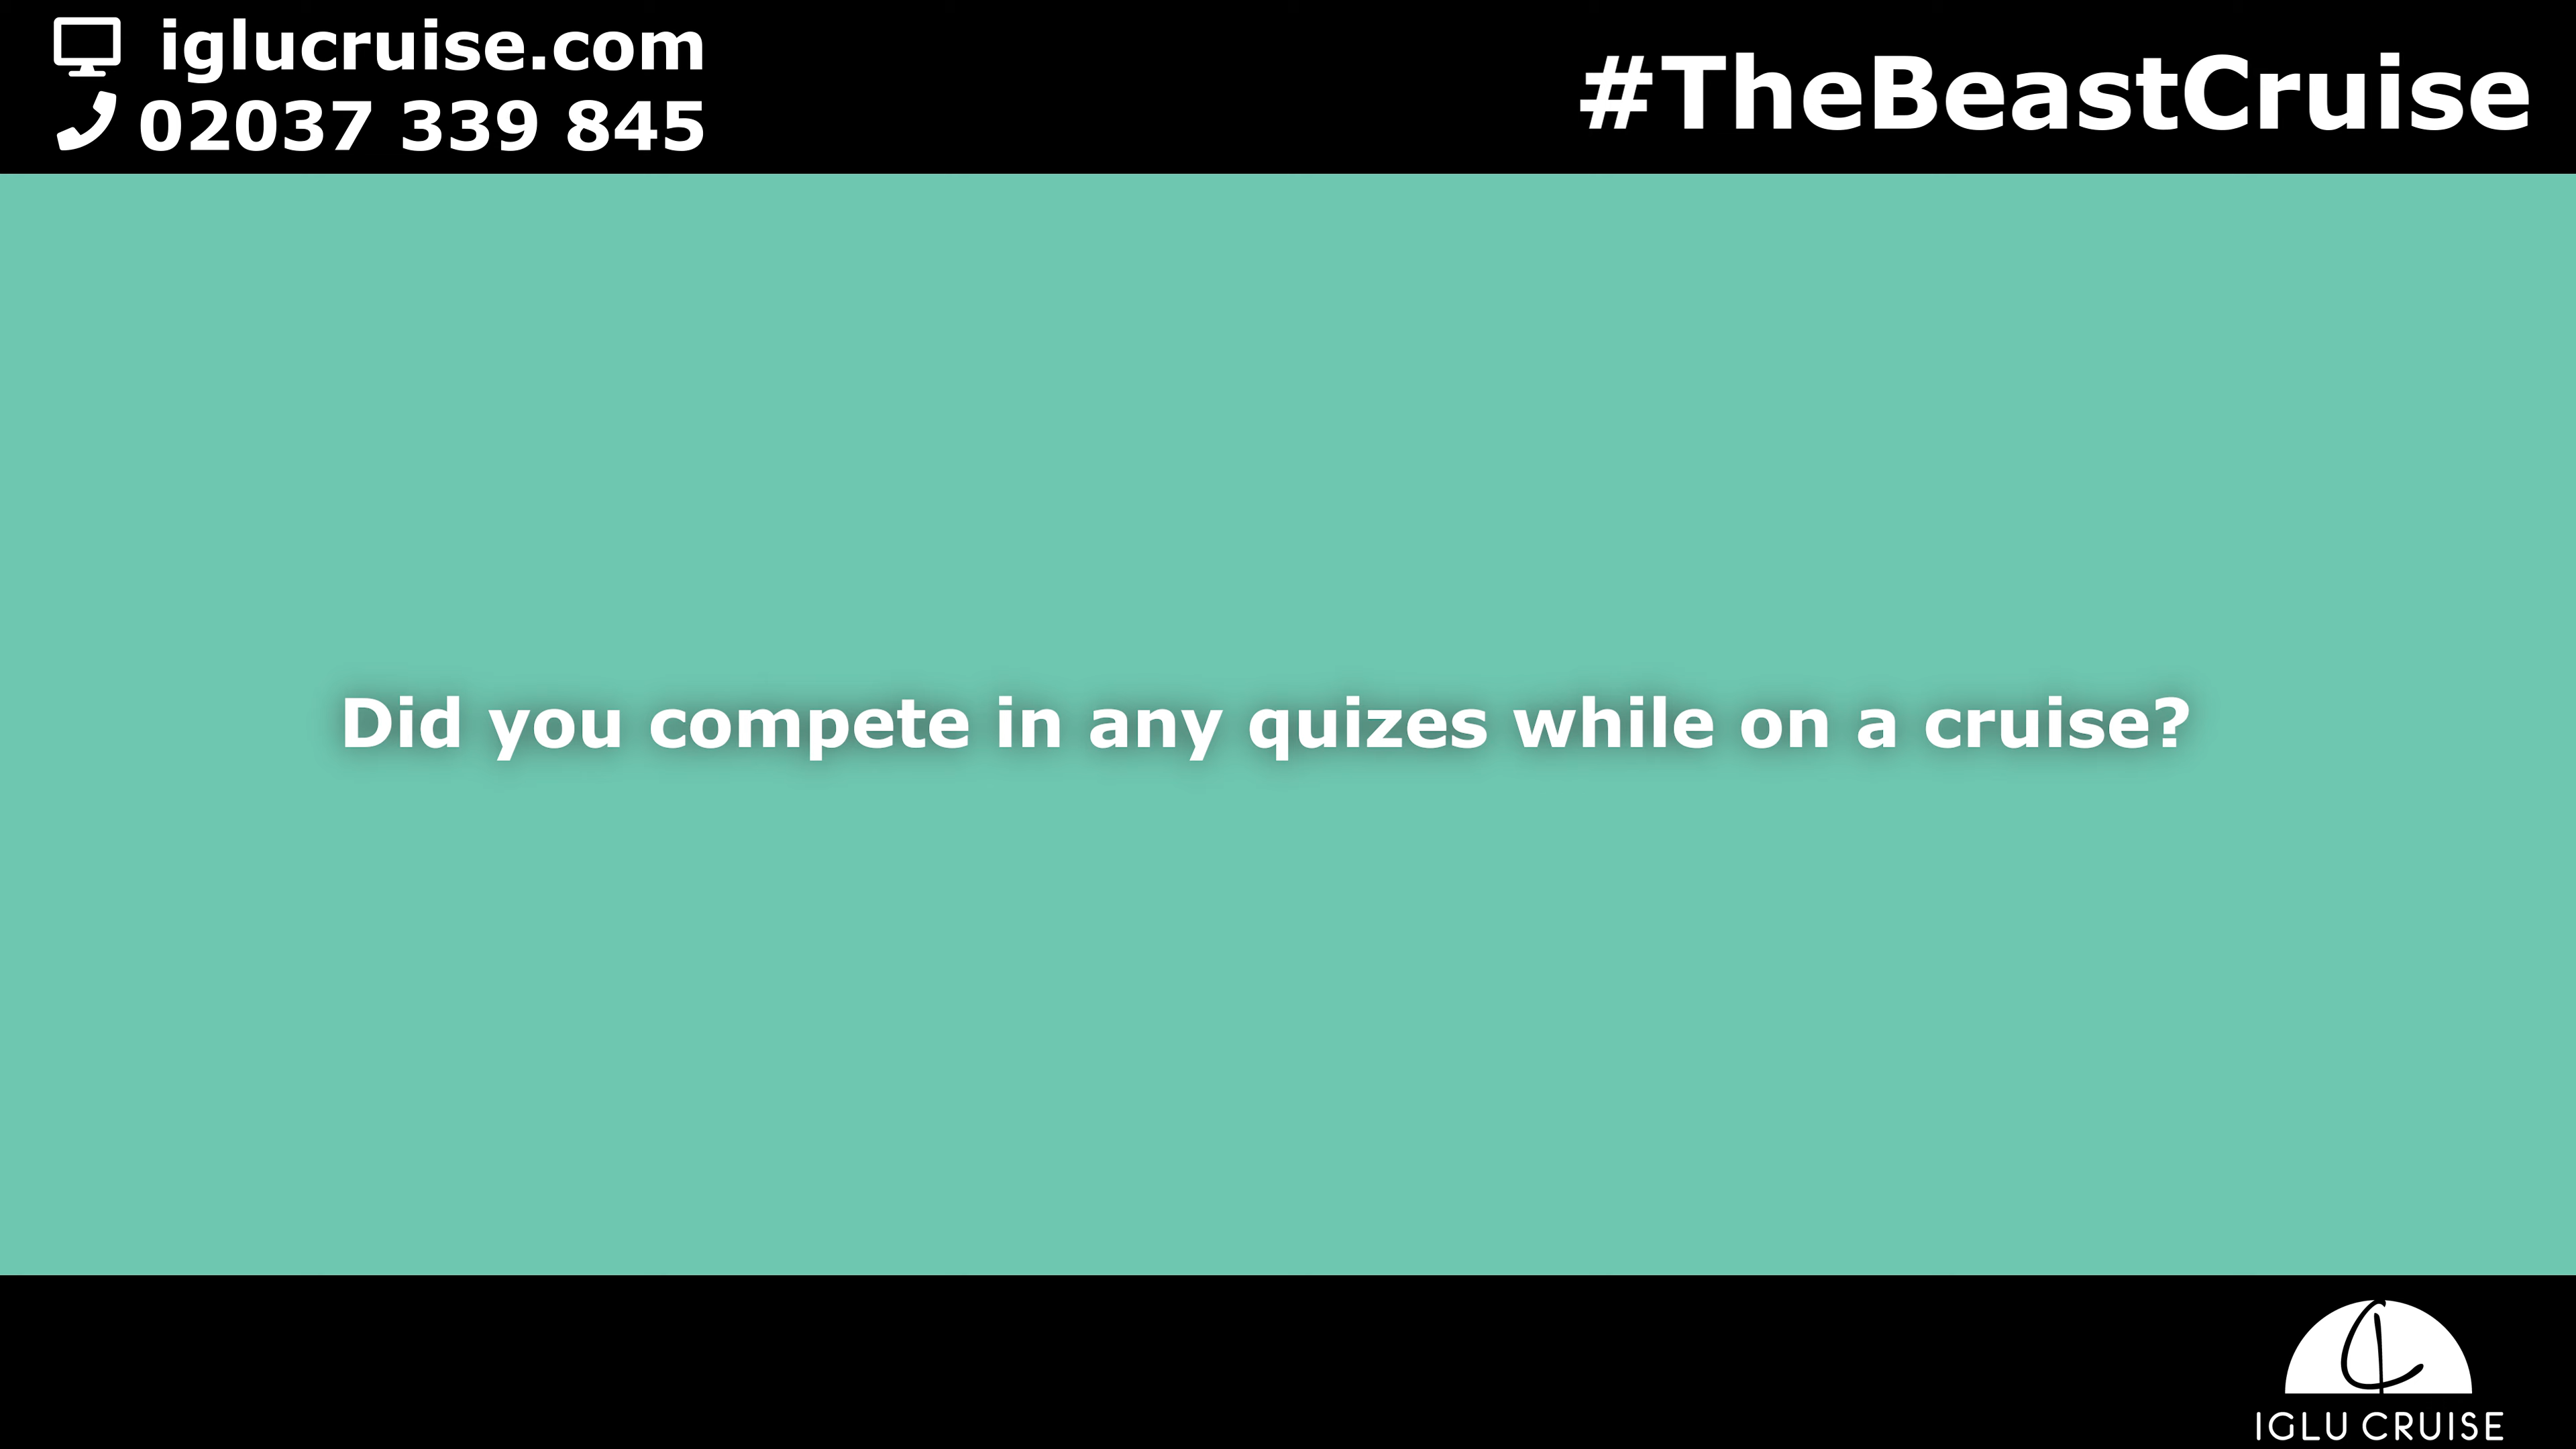 iglucruise.com
02037 339 845
#TheBeastCruise
Did you compete in any quizes while on a cruise?
IGLU CRUISE